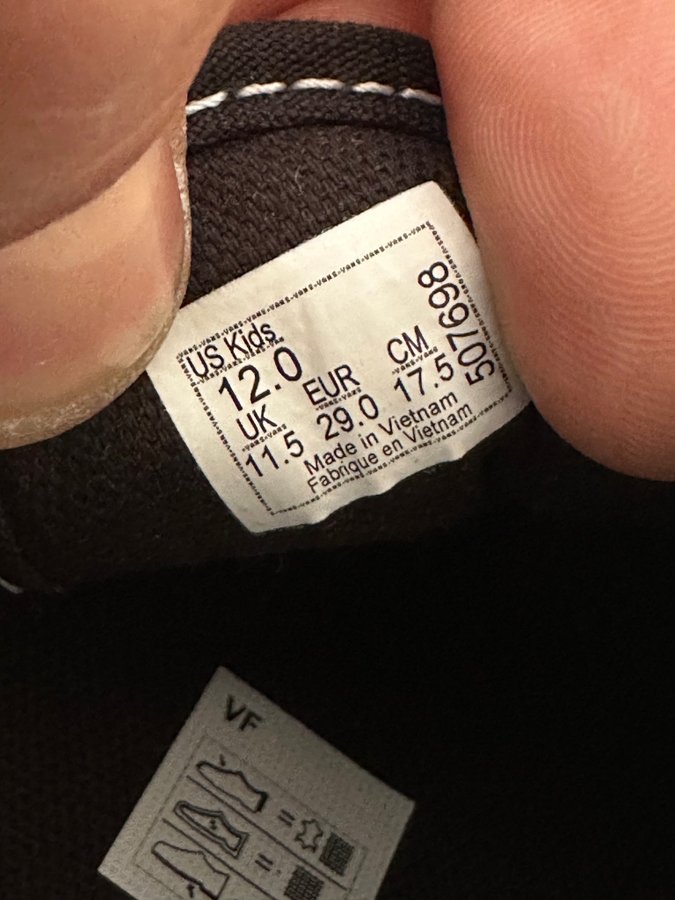 US Kids
12.0
UK EUR CM
11.5 29.0 17.5
Made in Vietnam
Fabrique en Vietnam
507698
VF